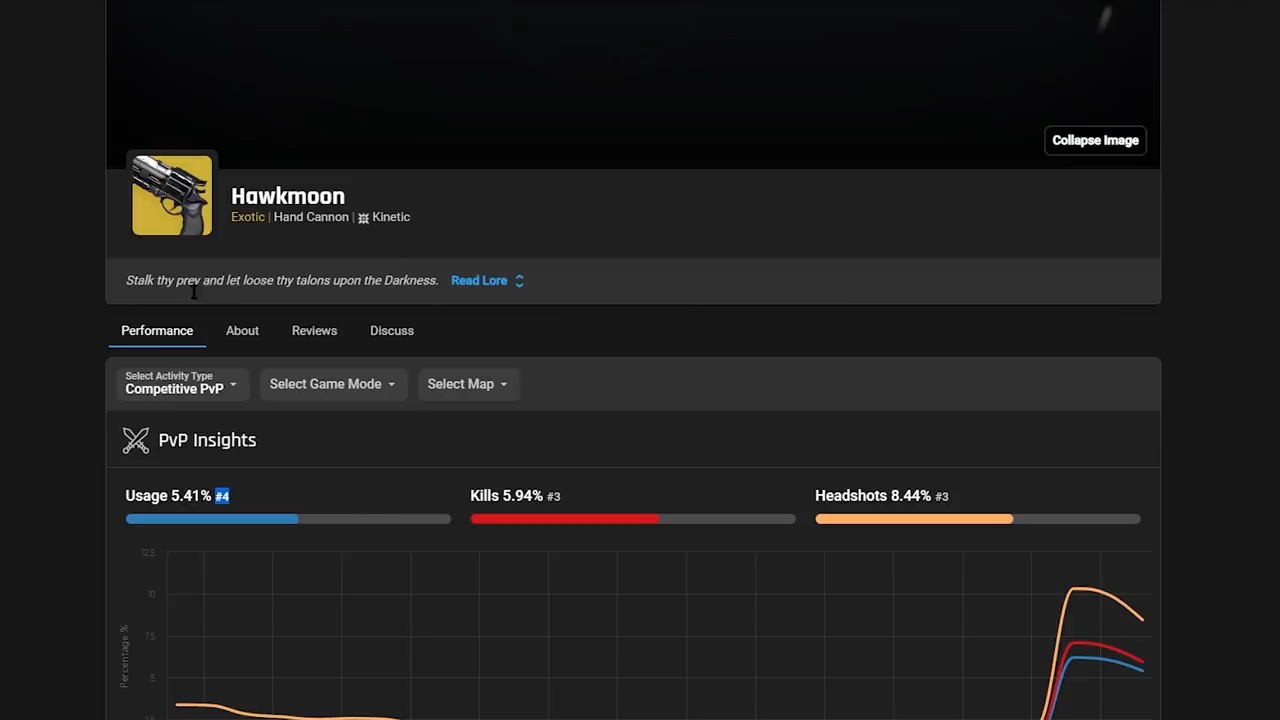 Collapse Image
Hawkmoon
Exotic | Hand Cannon | Kinetic
Stalk thy prey and let loose thy talons upon the Darkness. Read Lore
Performance About Reviews Discuss
Select Activity Type
Competitive PvP Select Game Mode Select Map
PvP Insights
Usage 5.41% #4 Kills 5.94% #3 Headshots 8.44% #3
12.5
10
7.5
5
2.5
Percentage %